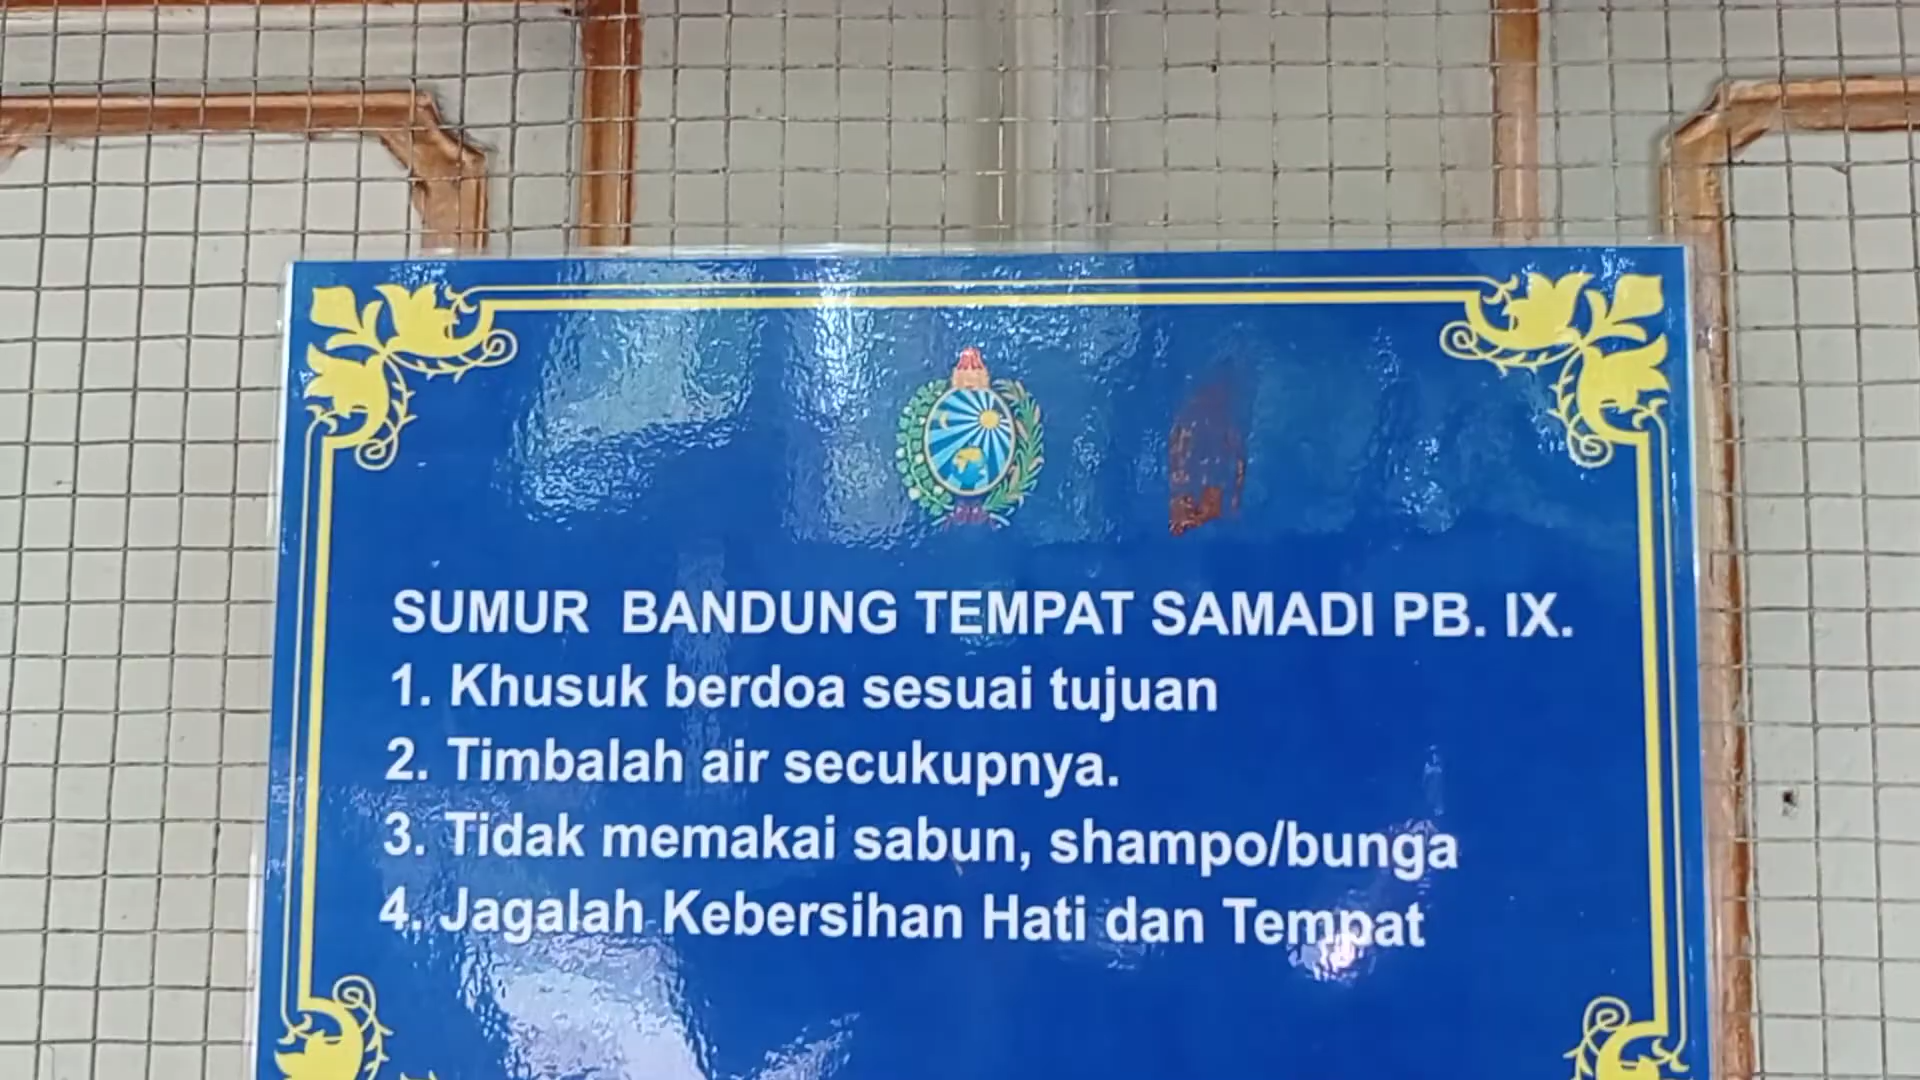 SUMUR BANDUNG TEMPAT SAMADI PB. IX.
1. Khusuk berdoa sesuai tujuan
2. Timbalah air secukupnya.
3. Tidak memakai sabun, shampo/bunga
4. Jagalah Kebersihan Hati dan Tempat